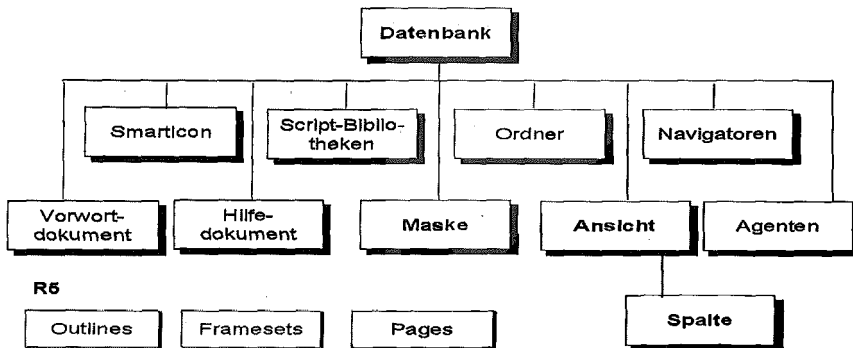 Datenbank
Smarticon
Script-Biblio-
theken
Ordner
Navigatoren
Vorwort-
dokument
Hilfe-
dokument
Maske
Ansicht
Agenten
R5
Outlines
Framesets
Pages
Spalte